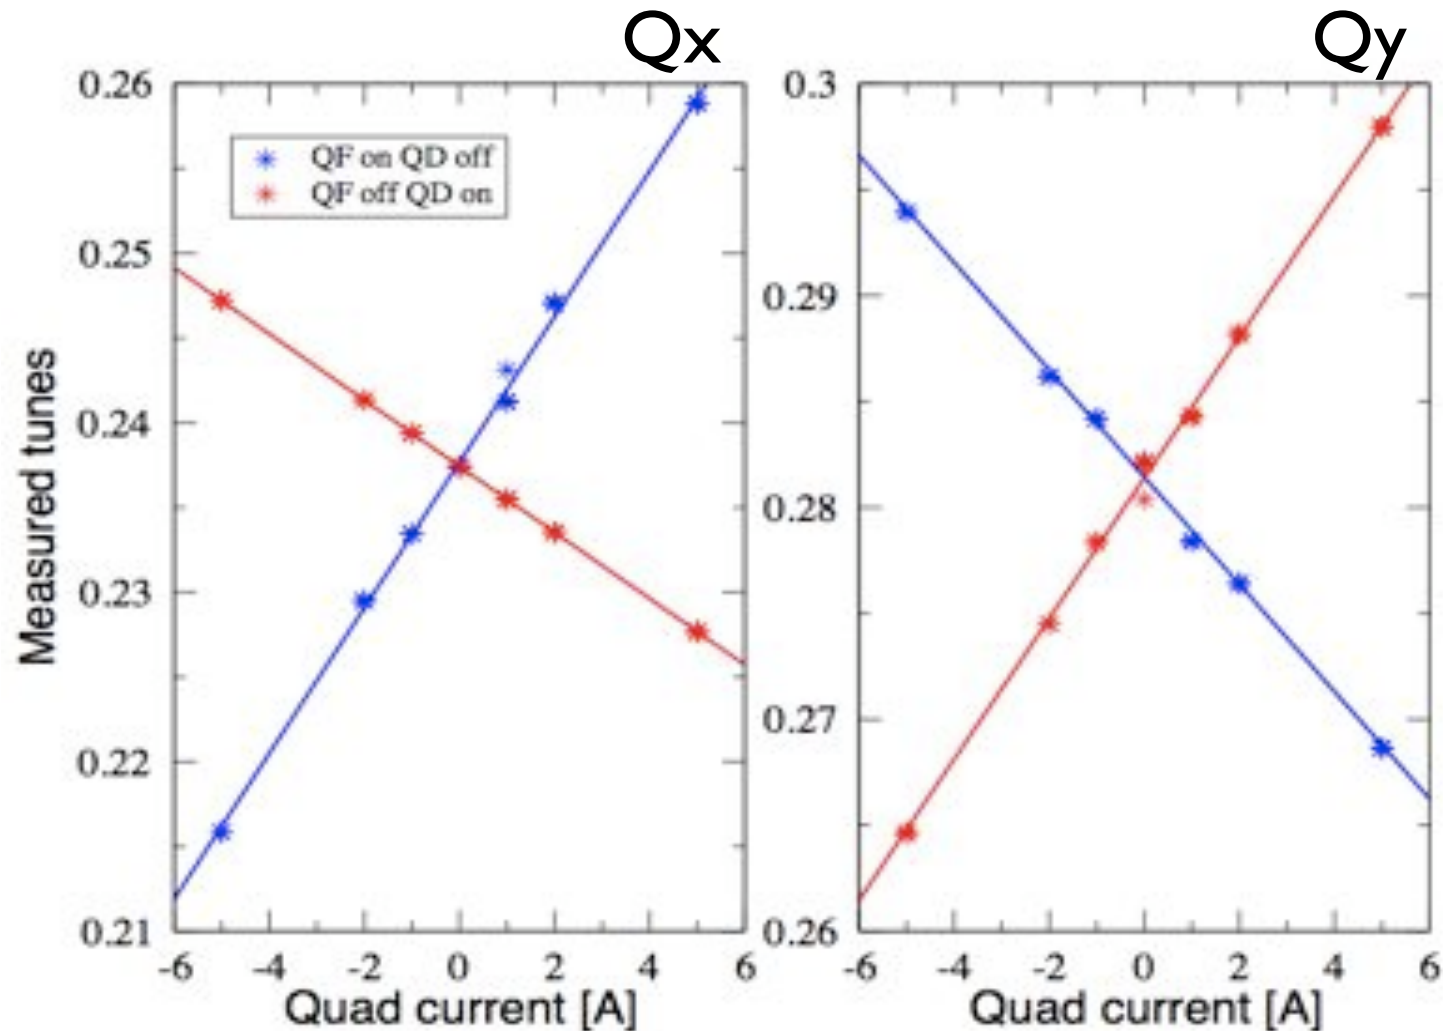 Qx
Qy
0.26
0.25
0.24
0.23
0.22
0.21
QF on QD off
QF off QD on
-6 -4 -2 0 2 4 6
Quad current [A]
Measured tunes
0.3
0.29
0.28
0.27
0.26
-6 -4 -2 0 2 4 6
Quad current [A]